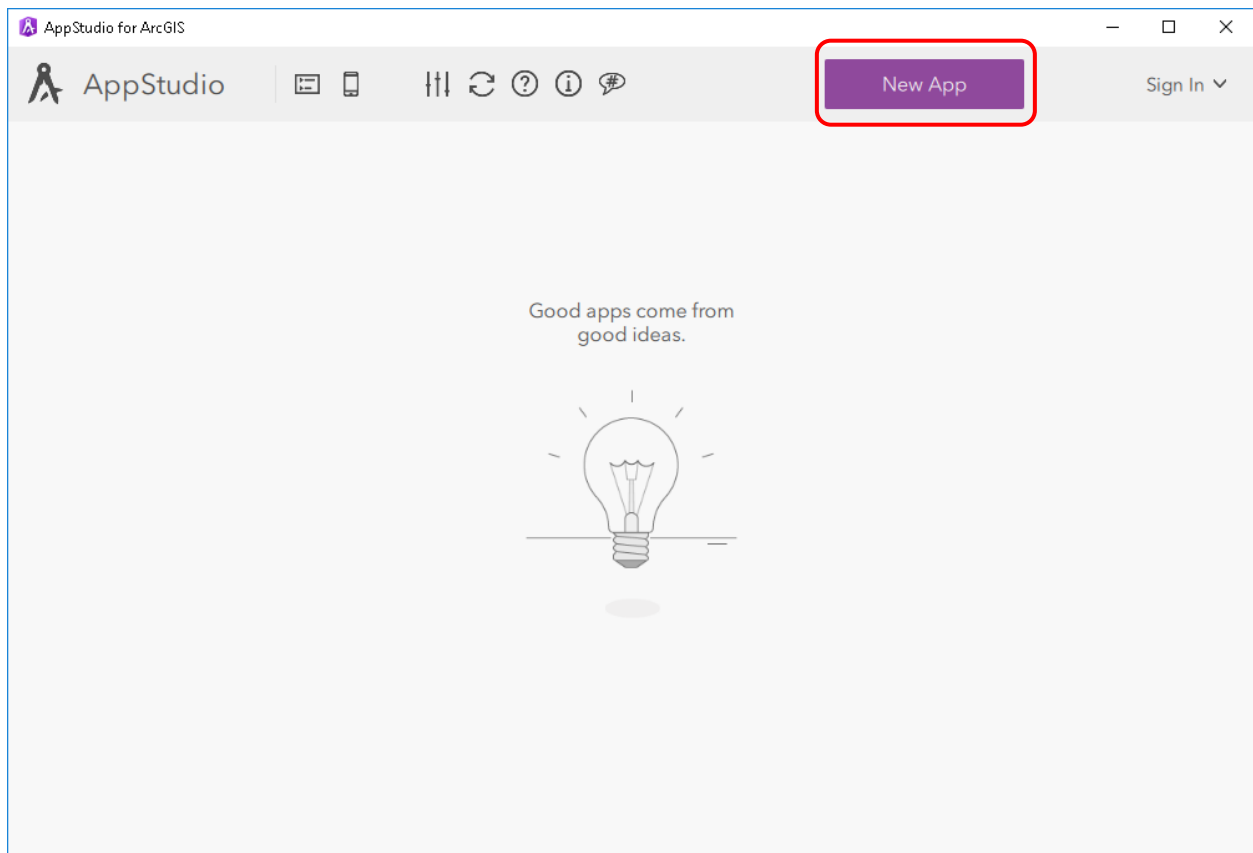 AppStudio for ArcGIS
AppStudio
New App
Sign In
Good apps come from
good ideas.